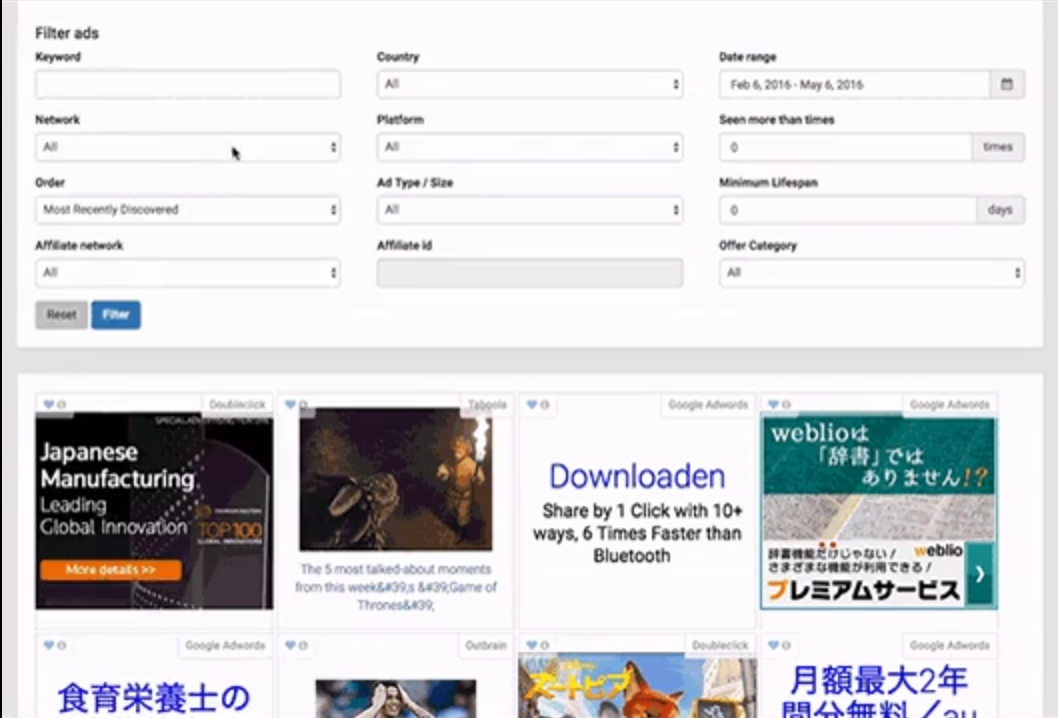 Filter ads
Keyword
Country
Date range
All
Feb 6, 2016 - May 6, 2016
Network
Platform
Seen more than times
All
All
0
times
Order
Ad Type / Size
Minimum Lifespan
Most Recently Discovered
All
0
days
Affiliate network
Affiliate id
Offer Category
All
All
Reset
Filter
Doubleclick
Taboola
Google Adwords
Google Adwords
Japanese
Manufacturing
Leading
Global Innovation
TOP100
More details >>
The 5 most talked-about moments
from this week&#39;s &#39;Game of
Thrones&#39;
Downloaden
Share by 1 Click with 10+
ways, 6 Times Faster than
Bluetooth
weblioは
「辞書」では
ありません!?
辞書機能だけじゃない /
さまざまな機能が利用できる /
weblio
プレミアムサービス
Google Adwords
Outbrain
Doubleclick
Google Adwords
食育栄養士の
ズートピア
月額最大2年
間分無料／au